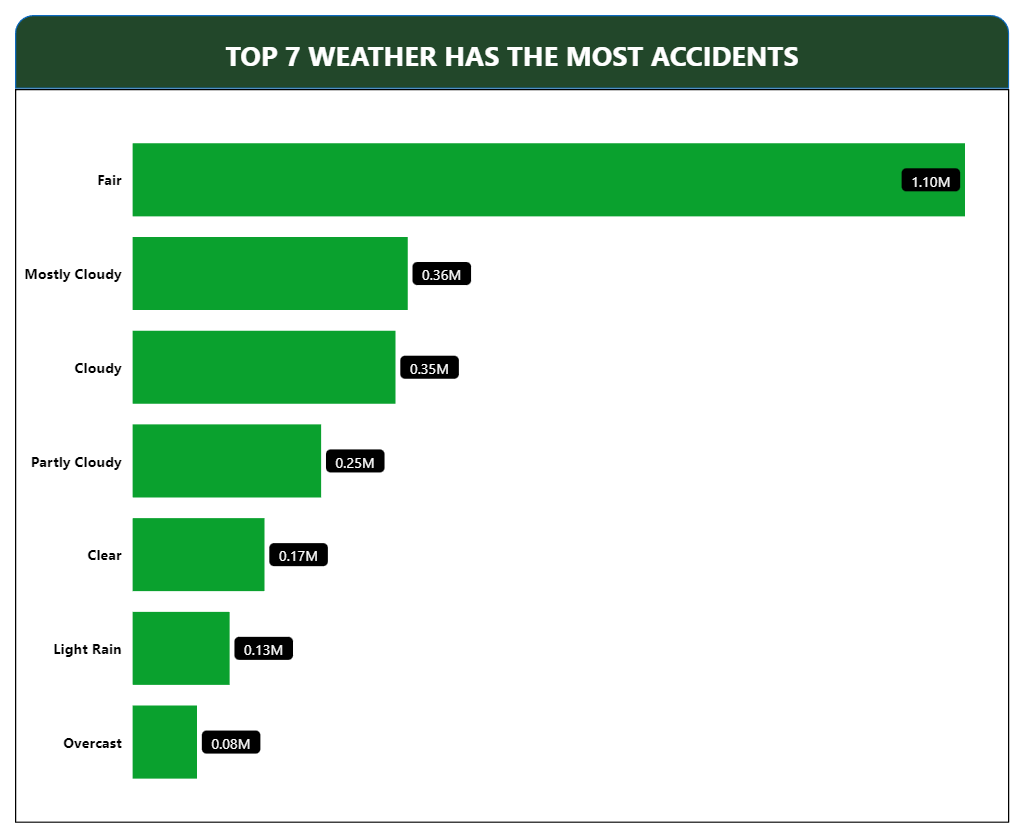 TOP 7 WEATHER HAS THE MOST ACCIDENTS
Fair 1.10M
Mostly Cloudy 0.36M
Cloudy 0.35M
Partly Cloudy 0.25M
Clear 0.17M
Light Rain 0.13M
Overcast 0.08M